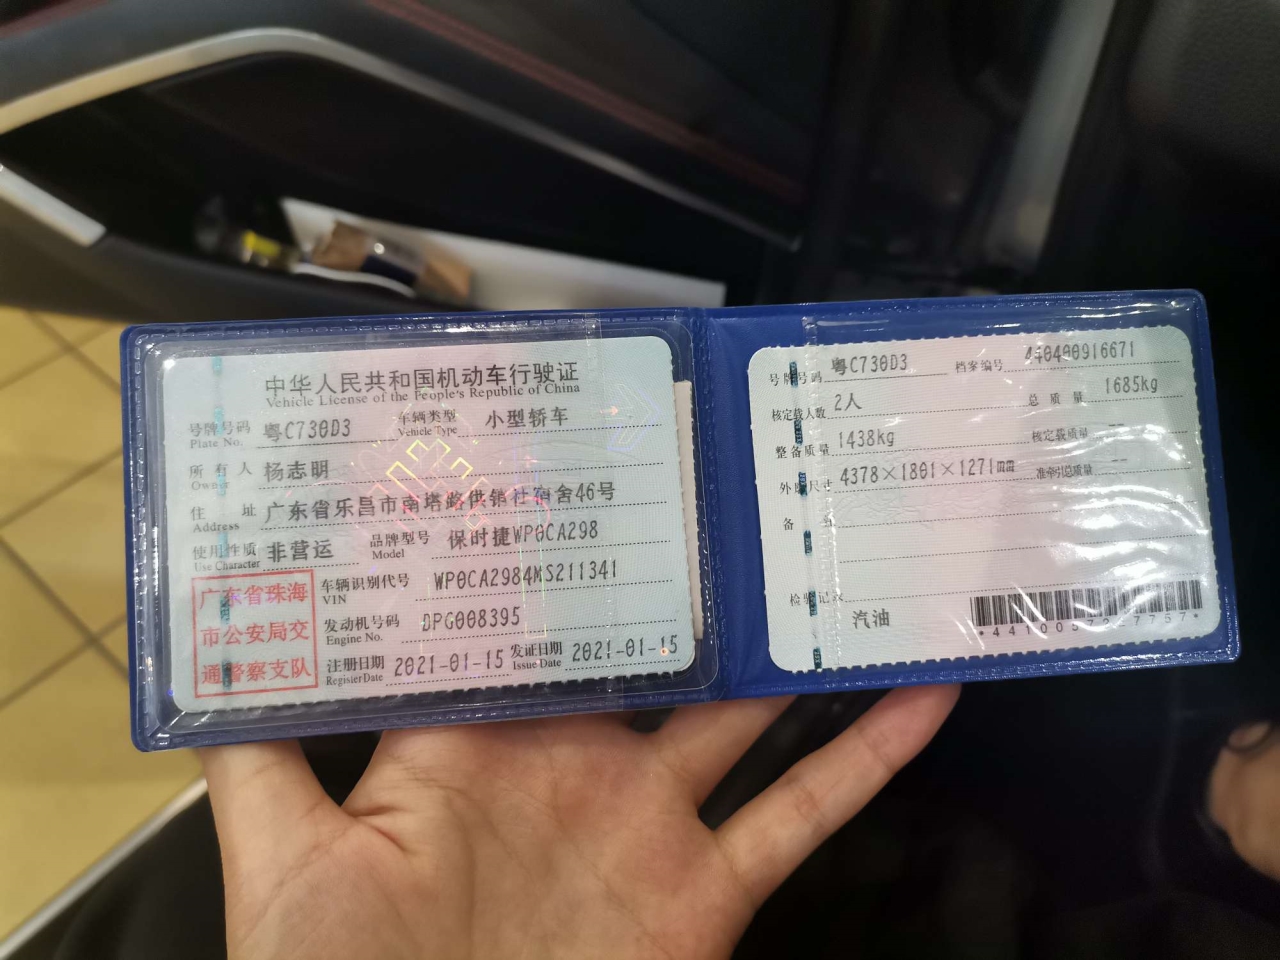 中华人民共和国机动车行驶证
Vehicle License of the People's Republic of China
号牌号码 粤C730D3 车辆类型 小型轿车
Plate No. Vehicle Type
所有人 杨志明
Owner
住址 广东省乐昌市南塔路供销社宿舍46号
Address
使用性质 非营运 品牌型号 保时捷WP0CA298
Use Character Model
广东省珠海
市公安局交
通警察支队
车辆识别代号 WP0CA2984MS211341
VIN
发动机号码 DPG008395
Engine No.
注册日期 2021-01-15 发证日期 2021-01-15
Register Date Issue Date
号牌号码 粤C730D3 档案编号 440400916671
核定载人数 2人 总质量 1685kg
整备质量 1438kg 核定载质量 --
外廓尺寸 4378×1801×1271mm 准牵引总质量 --
备
检验记录
汽油